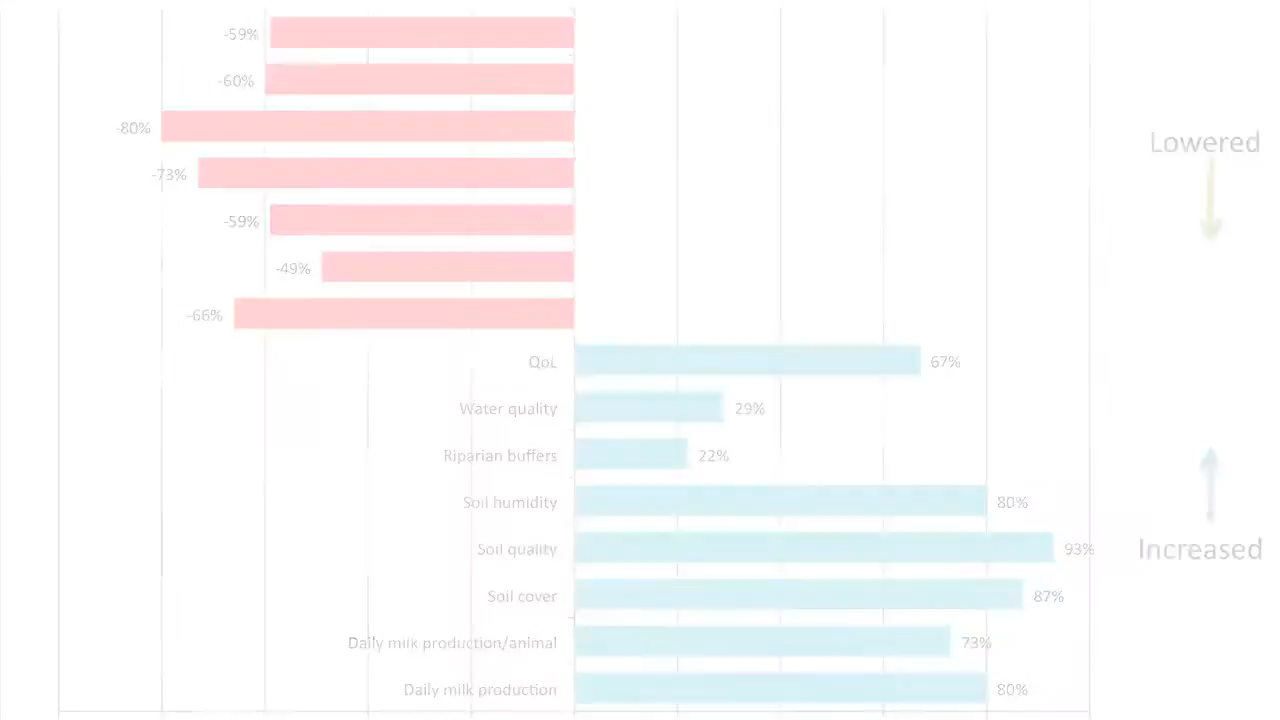 -59%
-60%
-80%
Lowered
-73%
-59%
-49%
-66%
QoL 67%
Water quality 29%
Riparian buffers 22%
Soil humidity 80%
Soil quality 93%
Increased
Soil cover 87%
Daily milk production/animal 73%
Daily milk production 80%